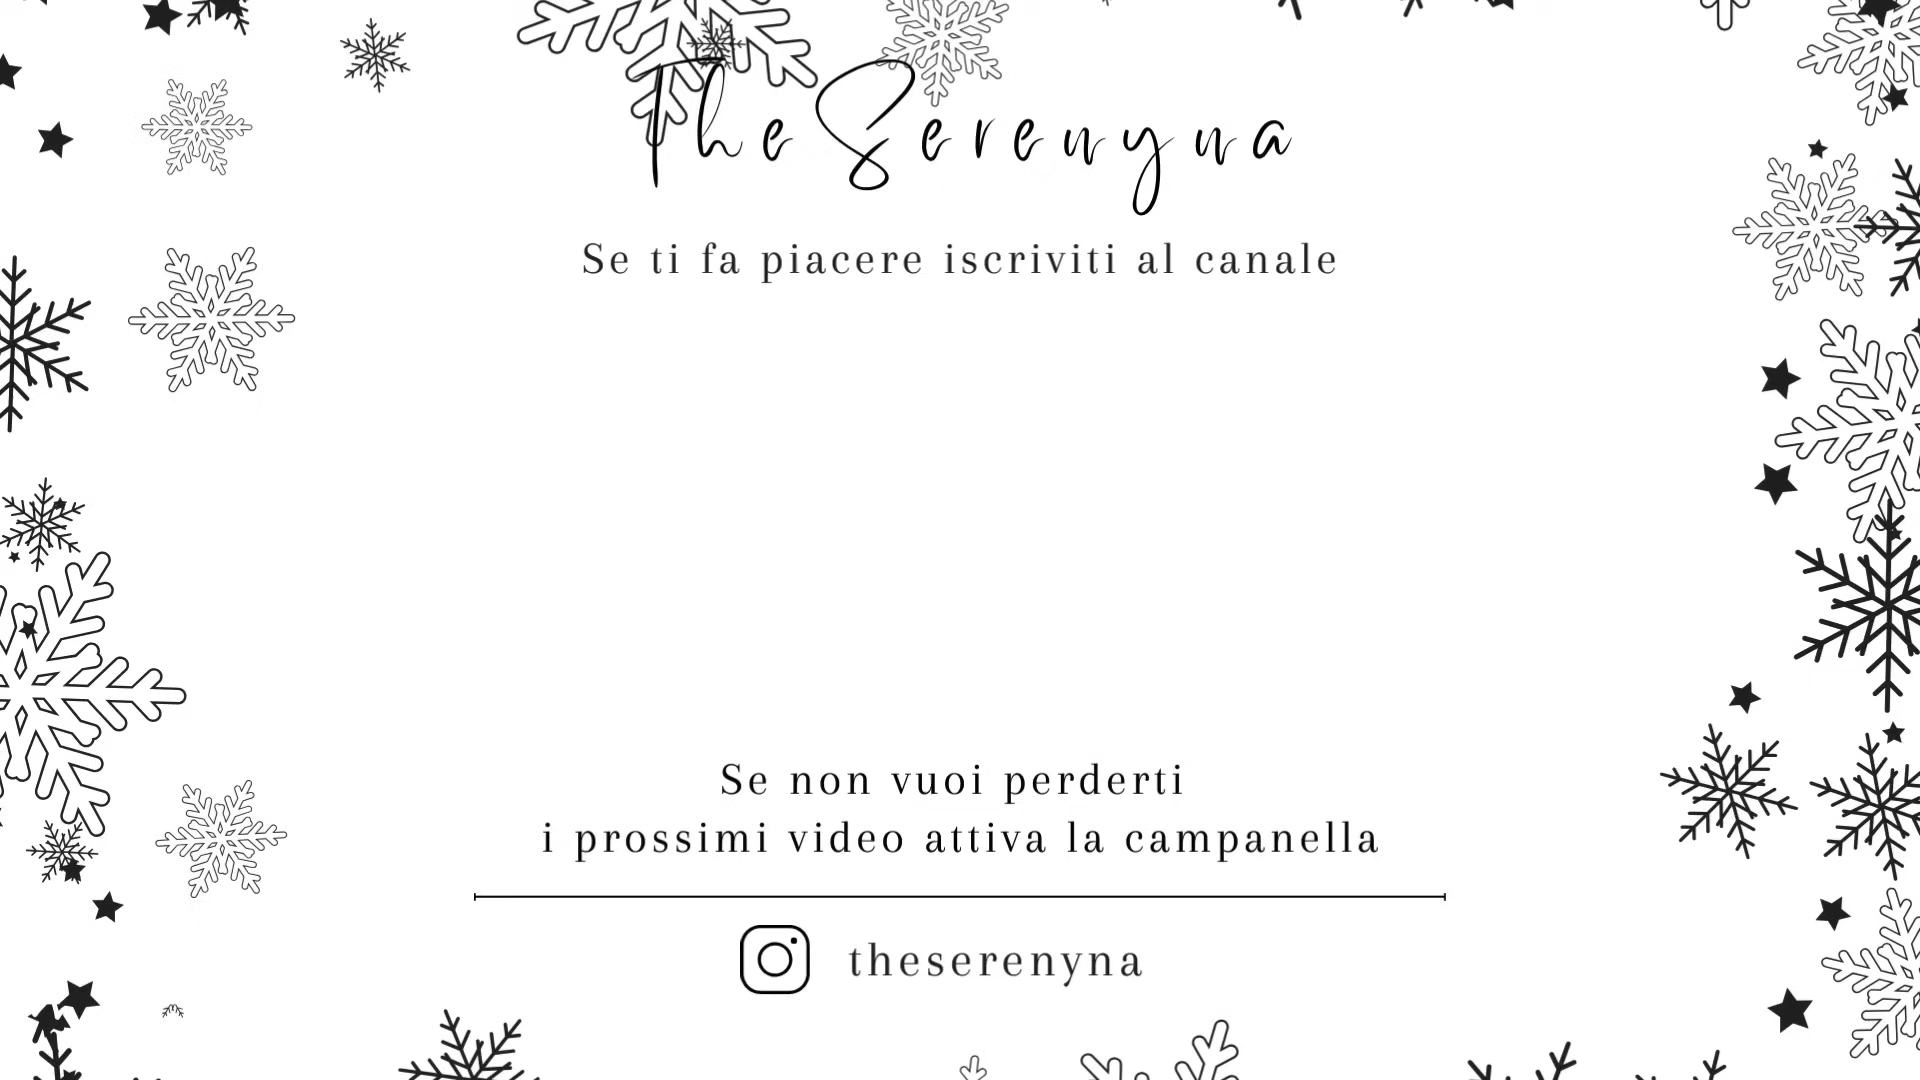 TheSerenyna
Se ti fa piacere iscriviti al canale
Se non vuoi perderti
i prossimi video attiva la campanella
theserenyna